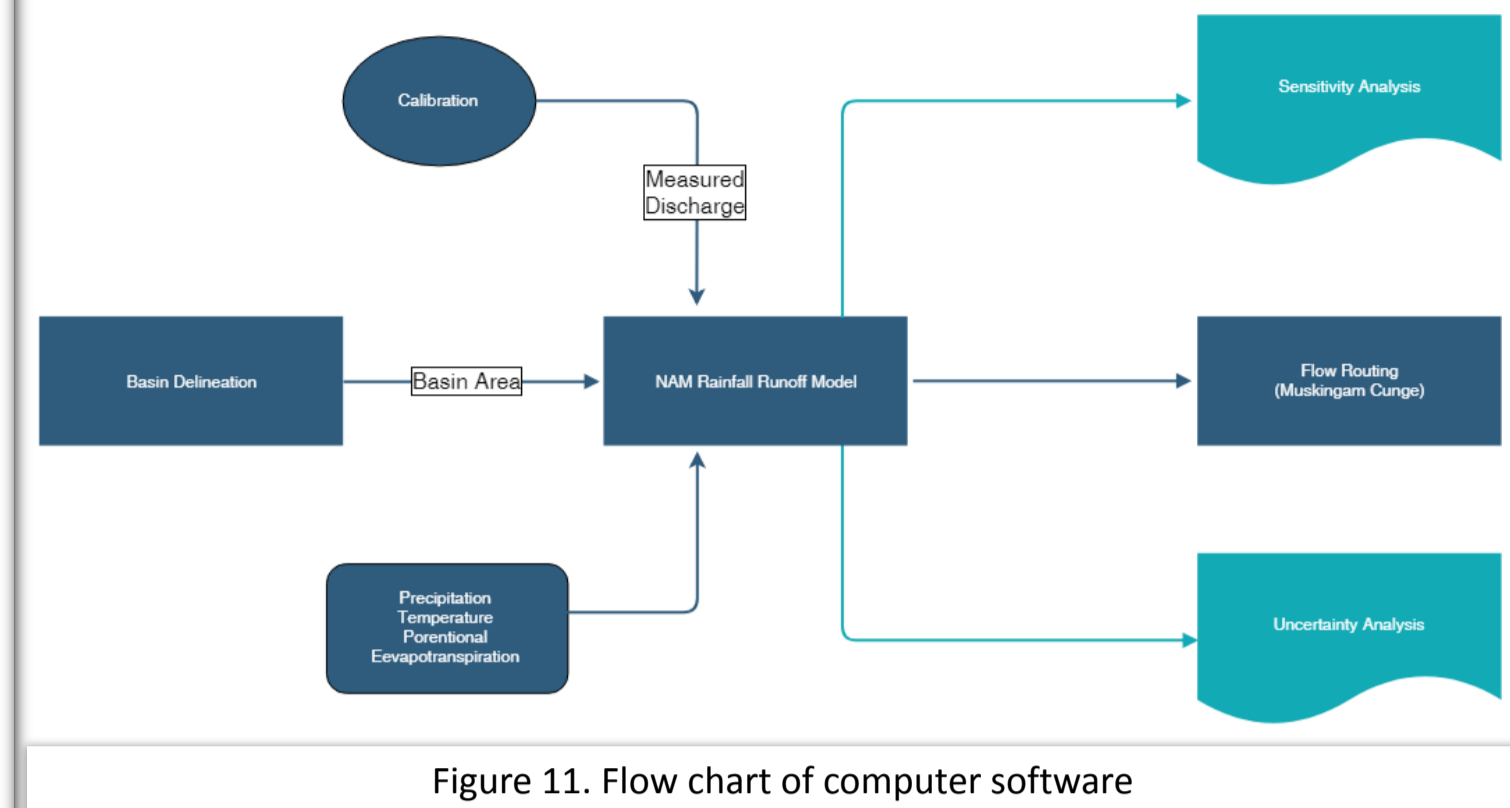 Calibration
Sensitivity Analysis
Measured
Discharge
Basin Delineation
Basin Area
NAM Rainfall Runoff Model
Flow Routing
(Muskingam Cunge)
Precipitation
Temperature
Porentional
Eevapotranspiration
Uncertainty Analysis
Figure 11. Flow chart of computer software